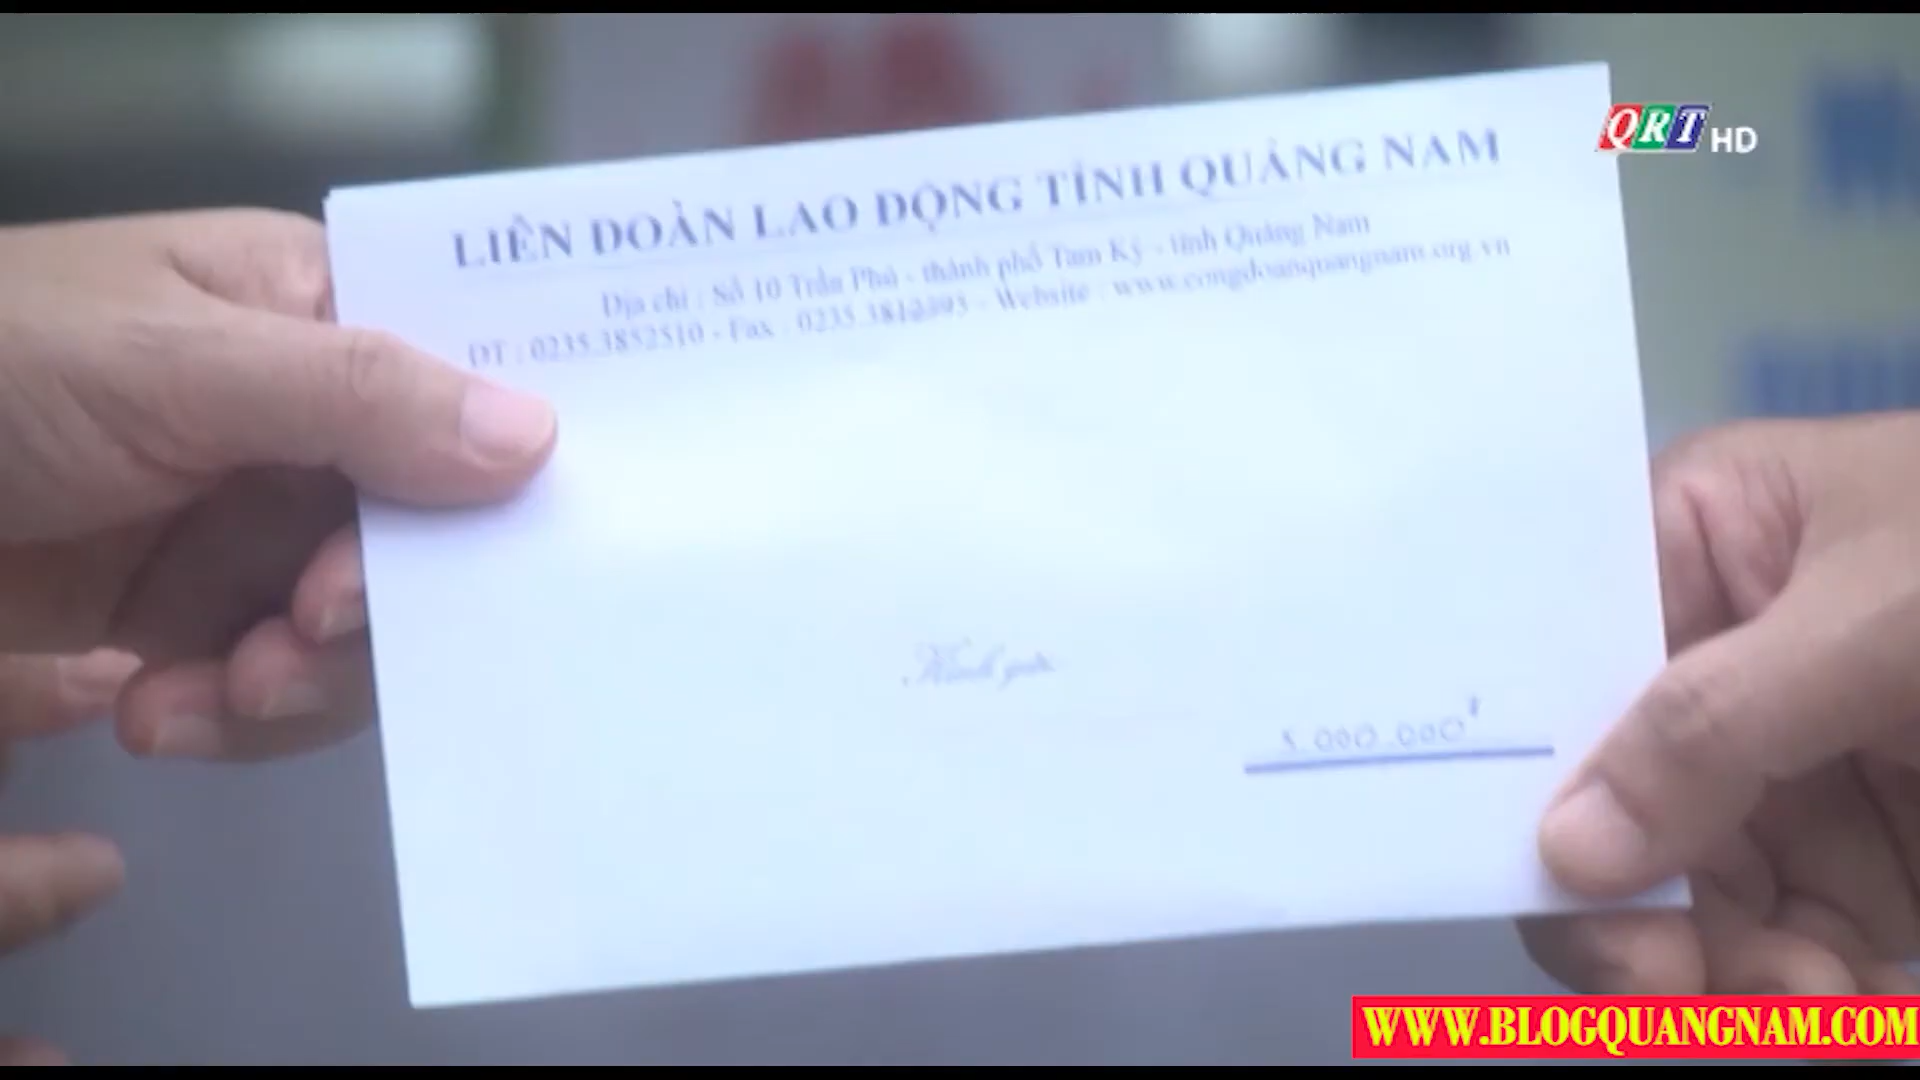 QRT HD
LIÊN ĐOÀN LAO ĐỘNG TỈNH QUẢNG NAM
Địa chỉ : Số 10 Trần Phú - thành phố Tam Kỳ - tỉnh Quảng Nam
ĐT : 0235.3852510 - Fax : - Website : www.congdoanquangnam.org.vn
Kính gửi:
5.000.000đ
WWW.BLOGQUANGNAM.COM